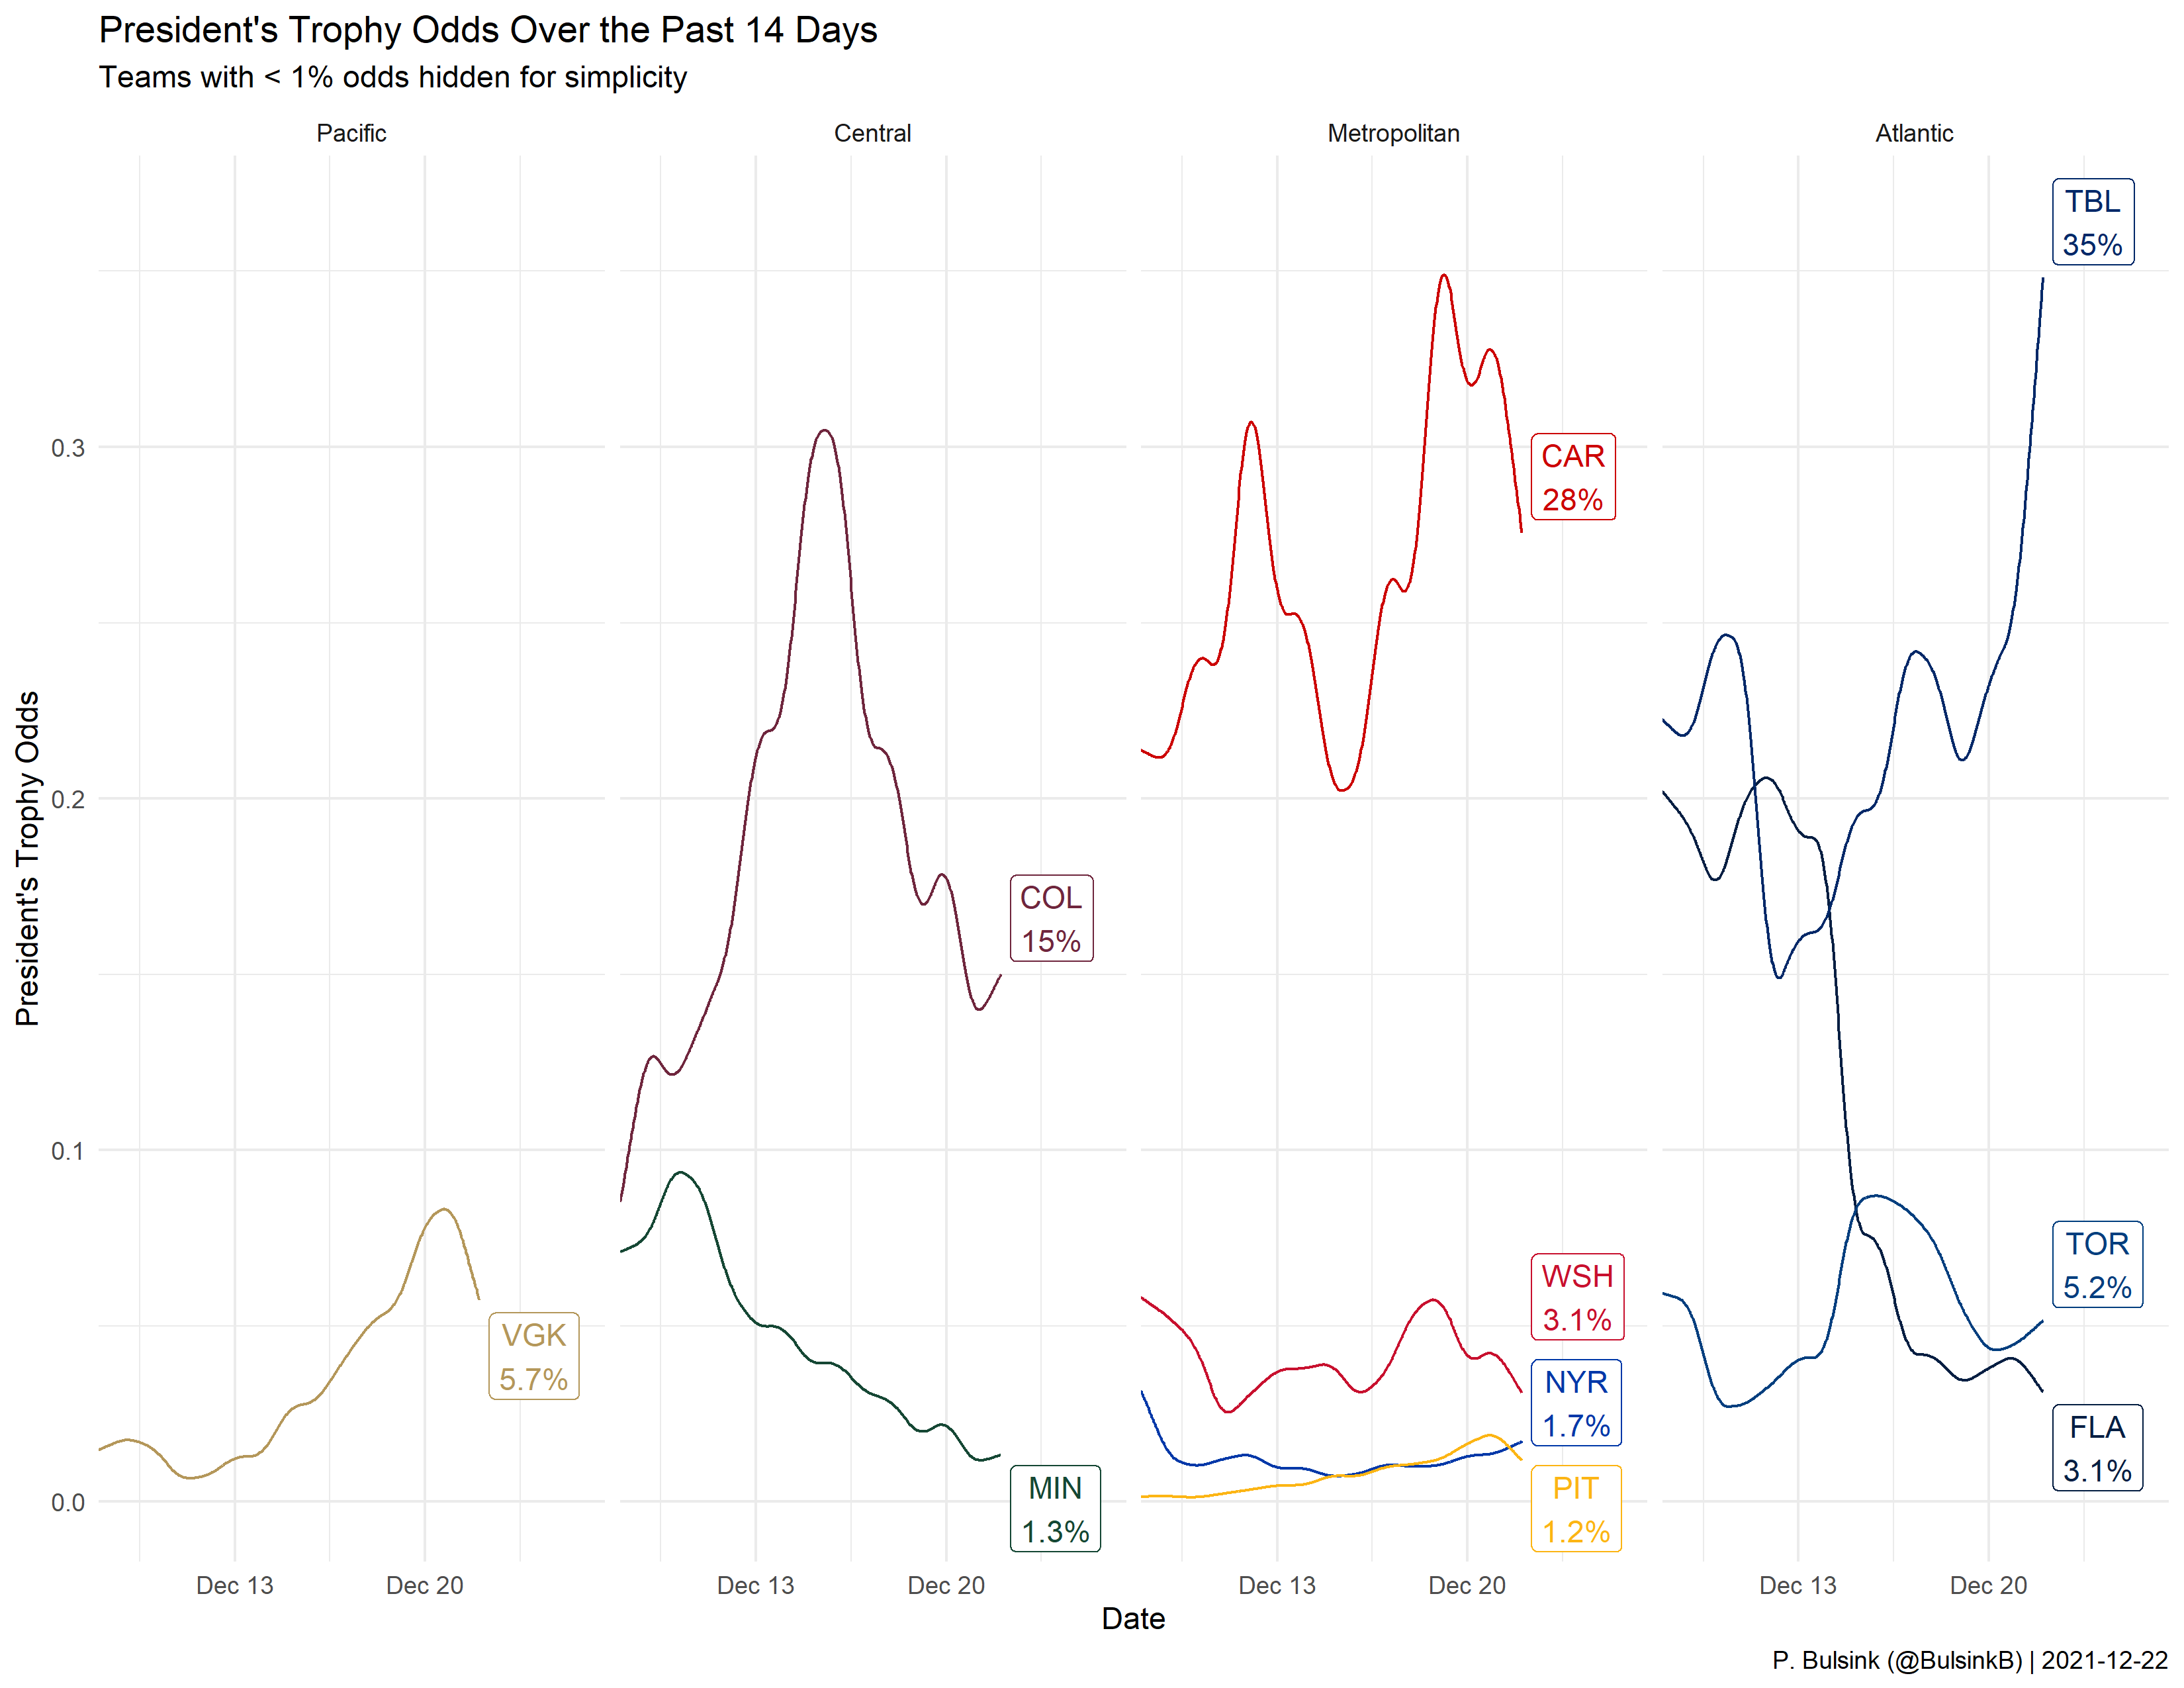 President's Trophy Odds Over the Past 14 Days
Teams with < 1% odds hidden for simplicity
Pacific
Central
Metropolitan
Atlantic
President's Trophy Odds
0.3
0.2
0.1
0.0
VGK
5.7%
COL
15%
MIN
1.3%
CAR
28%
WSH
3.1%
NYR
1.7%
PIT
1.2%
TBL
35%
TOR
5.2%
FLA
3.1%
Dec 13
Dec 20
Dec 13
Dec 20
Dec 13
Dec 20
Dec 13
Dec 20
Date
P. Bulsink (@BulsinkB) | 2021-12-22